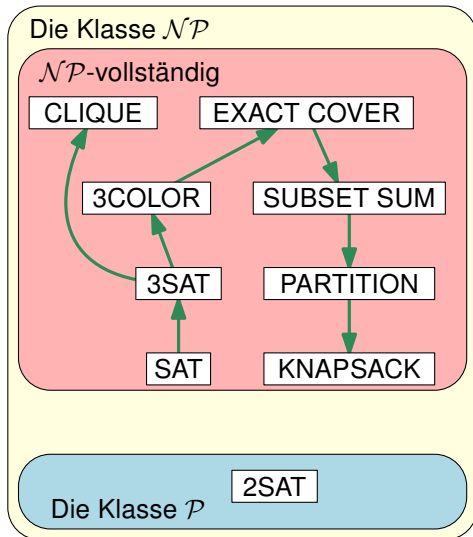 Die Klasse NP
NP-vollständig
CLIQUE
EXACT COVER
3COLOR
SUBSET SUM
3SAT
PARTITION
SAT
KNAPSACK
2SAT
Die Klasse P